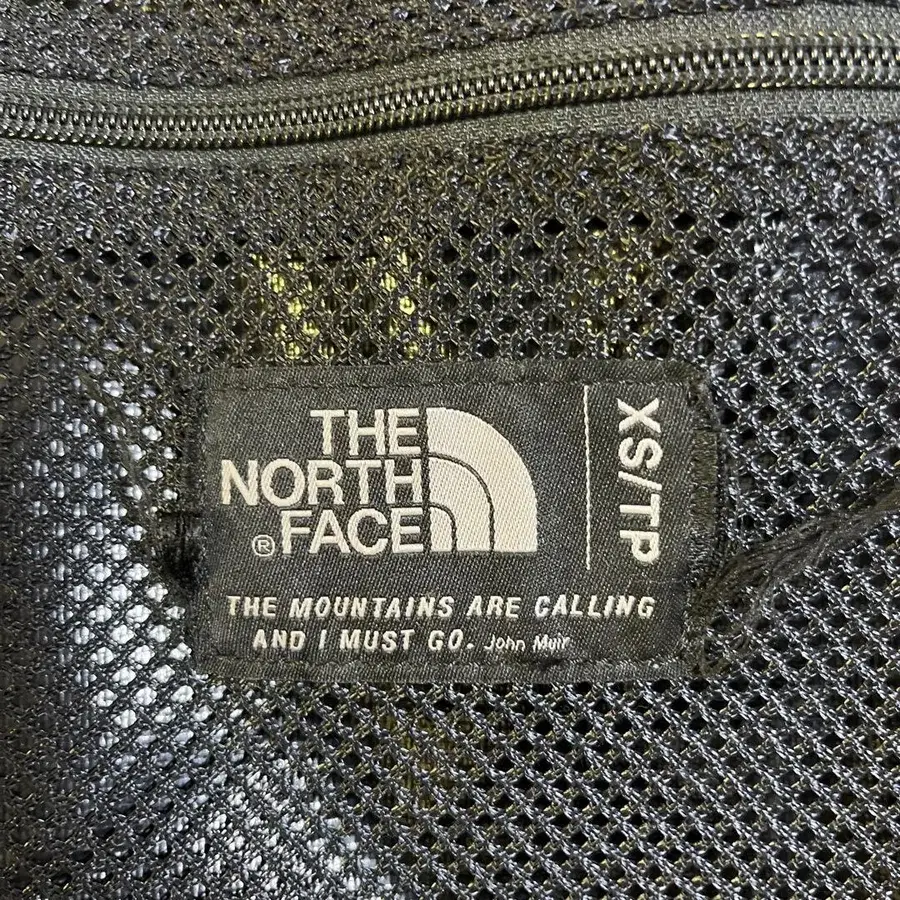 THE
NORTH
® FACE
XS/TP
THE MOUNTAINS ARE CALLING
AND I MUST GO. John Muir